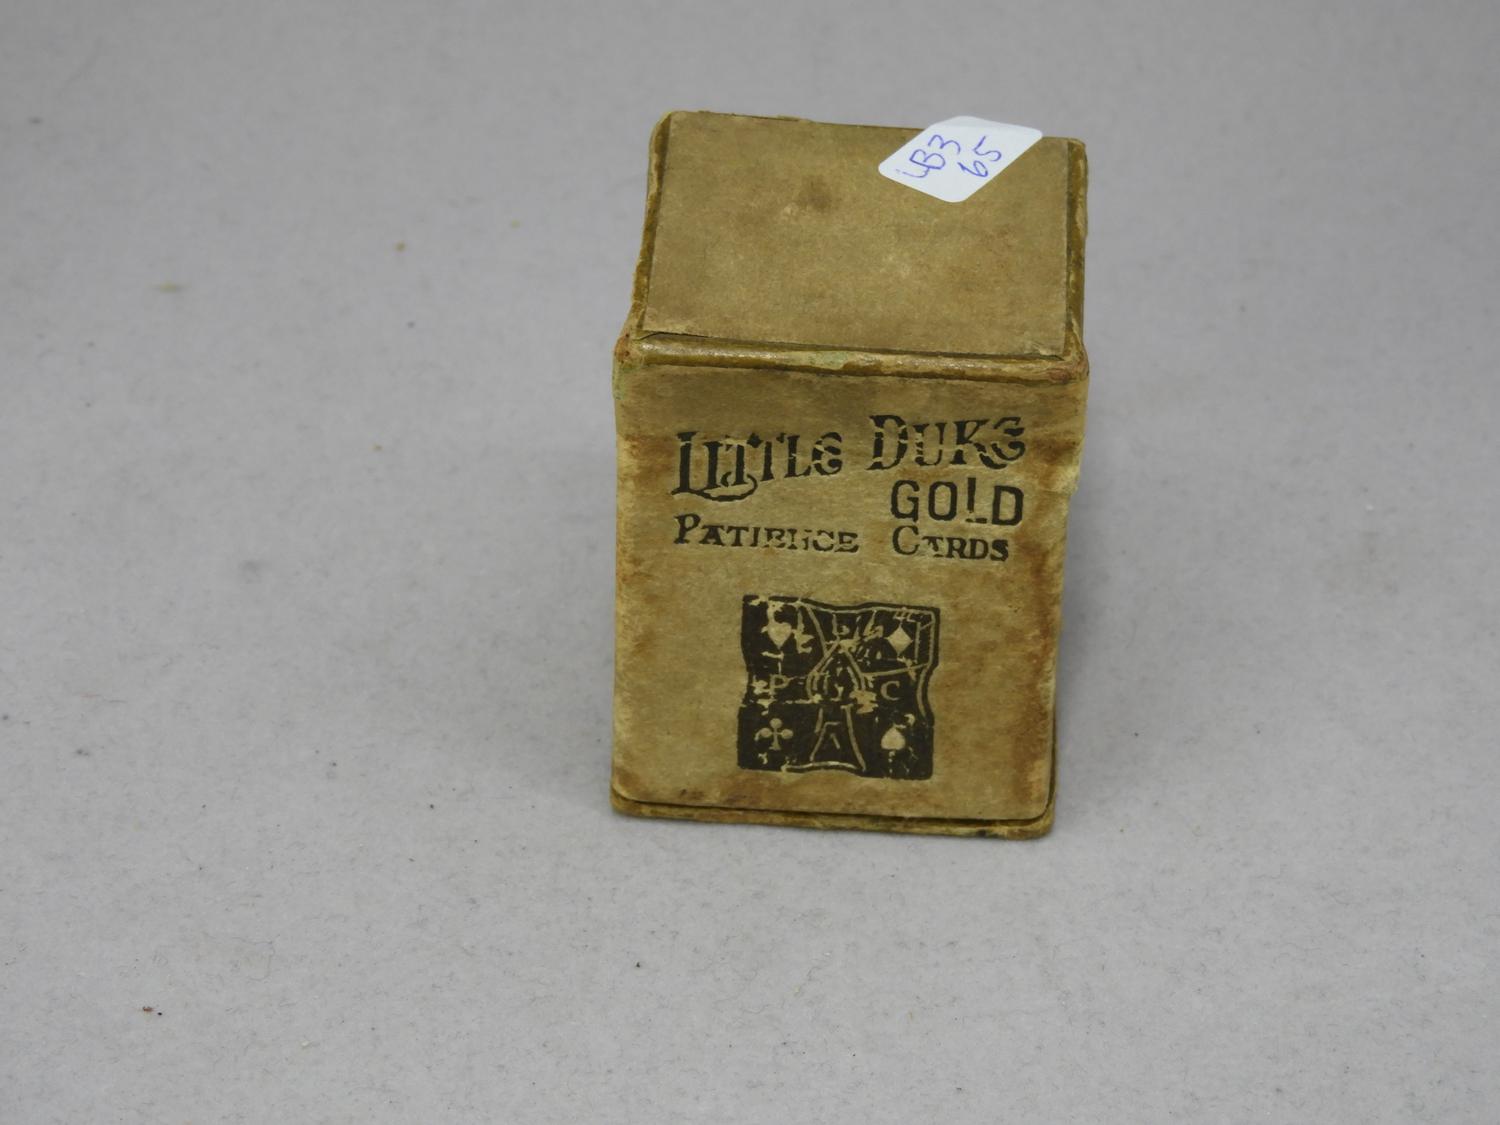 LB3
65
LITTLE DUKE
GOLD
PATIENCE CARDS
P C